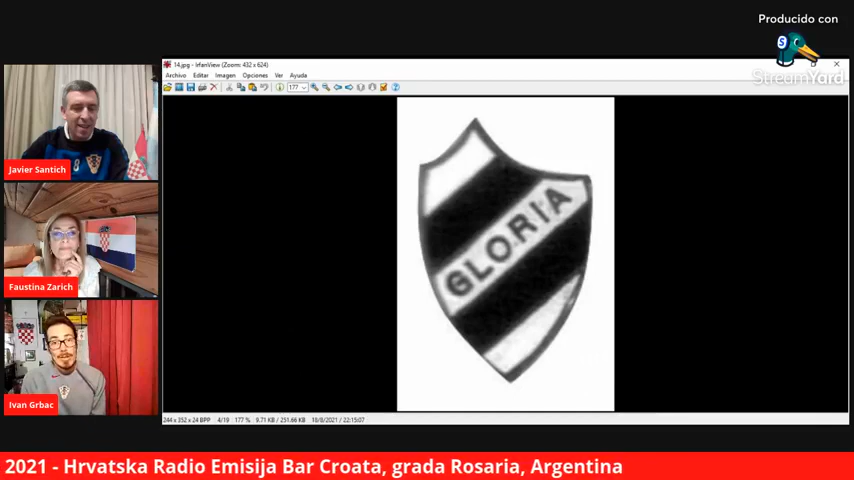 Producido con
StreamYard
14.jpg - IrfanView (Zoom: 432 x 624)
Archivo Editar Imagen Opciones Ver Ayuda
177
GLORIA
Javier Santich
Faustina Zarich
Ivan Grbac
244 x 352 x 24 BPP 4/19 177 % 9.71 KB / 251.66 KB 18/8/2021 / 22:15:07
2021 - Hrvatska Radio Emisija Bar Croata, grada Rosaria, Argentina